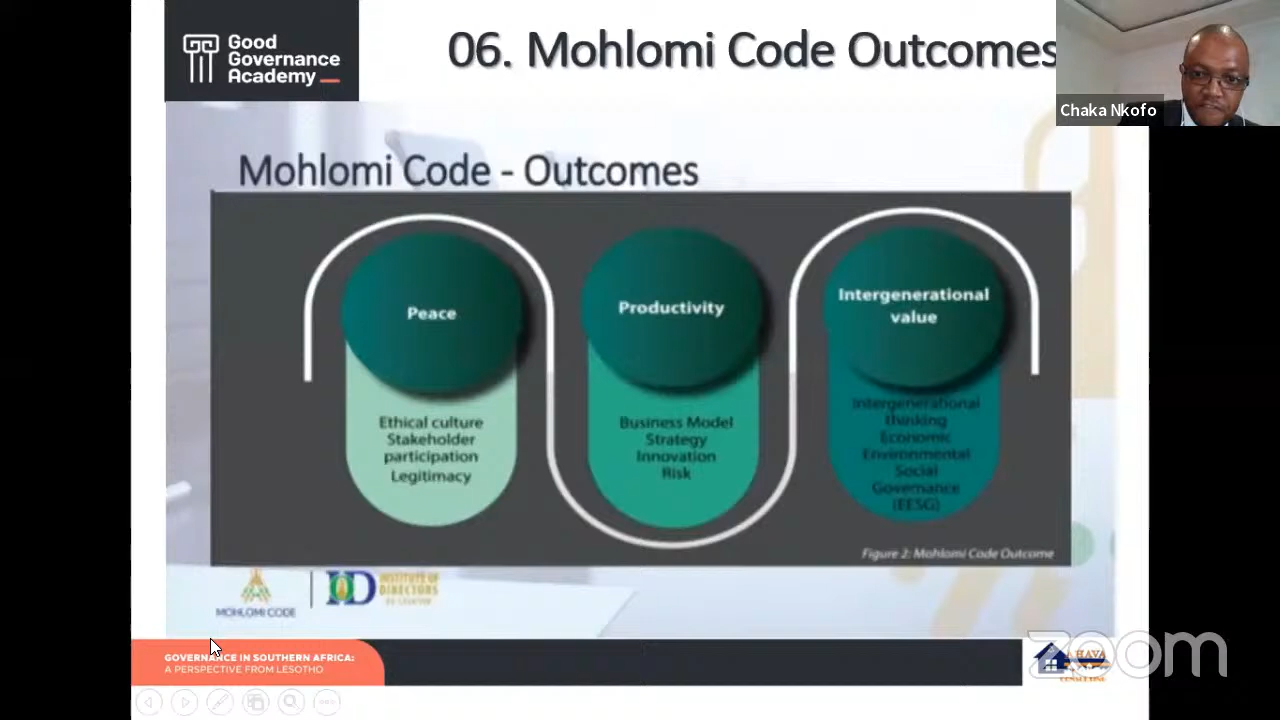 Good
Governance
Academy
06. Mohlomi Code Outcomes
Chaka Nkofo
Mohlomi Code - Outcomes
Peace
Ethical culture
Stakeholder
participation
Legitimacy
Productivity
Business Model
Strategy
Innovation
Risk
Intergenerational
value
Intergenerational
thinking
Economic
Environmental
Social
Governance
(EESG)
Figure 2: Mohlomi Code Outcome
MOHLOMI CODE
IOD
INSTITUTE OF
DIRECTORS
GOVERNANCE IN SOUTHERN AFRICA:
A PERSPECTIVE FROM LESOTHO
zoom